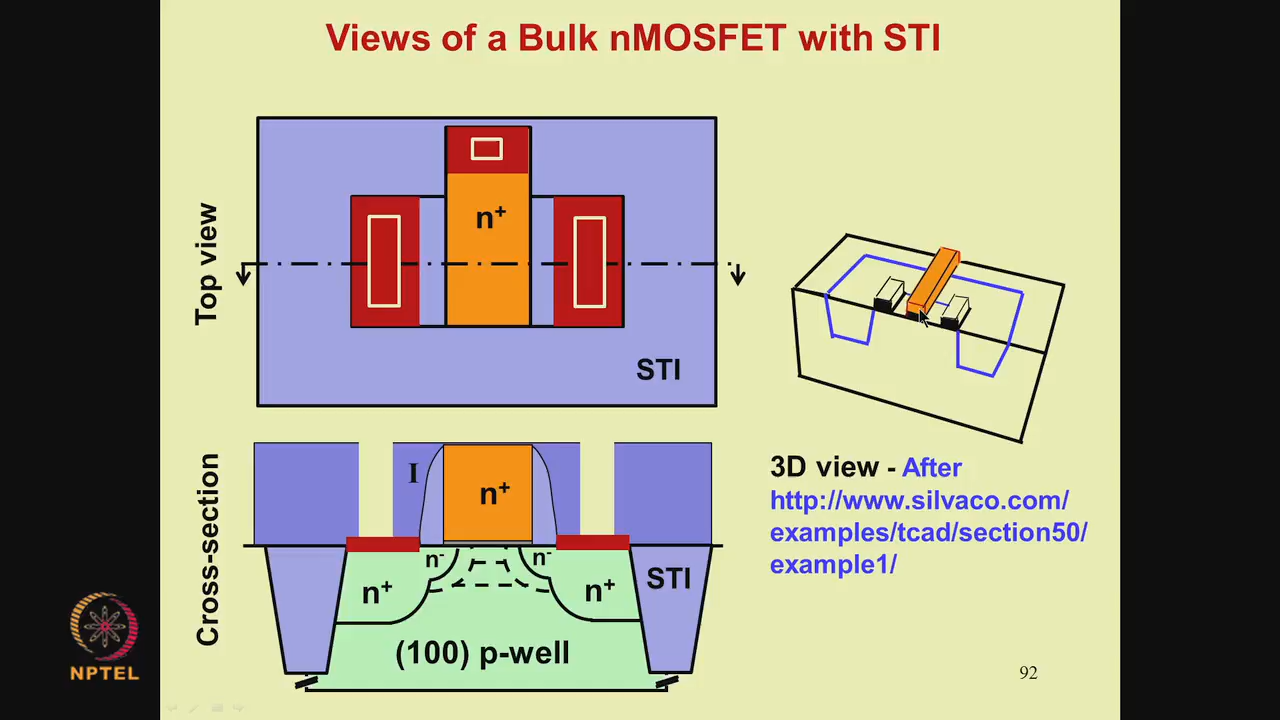 Views of a Bulk nMOSFET with STI
Top view
n+
STI
Cross-section
I
n+
n-
n-
n+
n+
STI
(100) p-well
3D view - After
http://www.silvaco.com/
examples/tcad/section50/
example1/
NPTEL
92